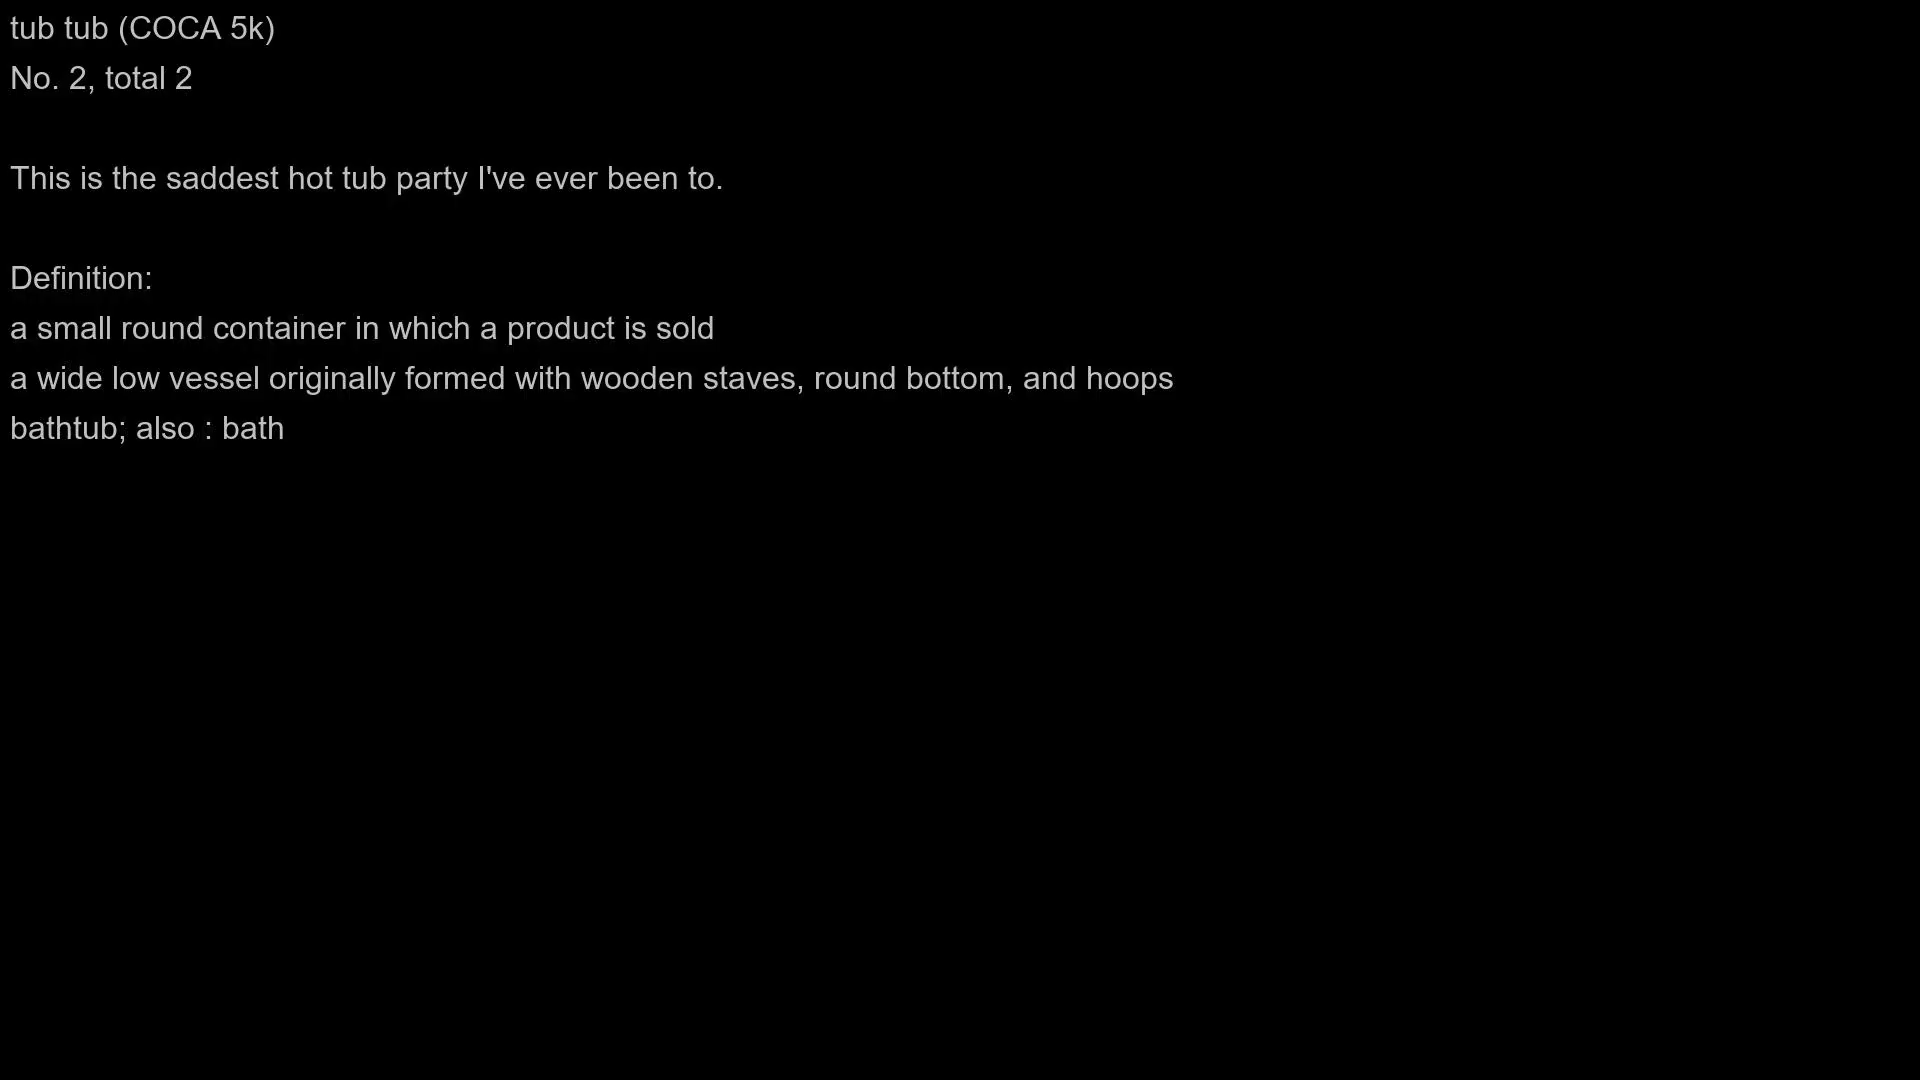 tub tub (COCA 5k)
No. 2, total 2
This is the saddest hot tub party I've ever been to.
Definition:
a small round container in which a product is sold
a wide low vessel originally formed with wooden staves, round bottom, and hoops
bathtub; also : bath